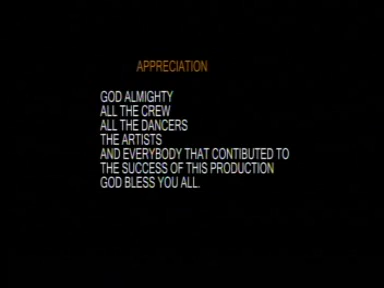 APPRECIATION
GOD ALMIGHTY
ALL THE CREW
ALL THE DANCERS
THE ARTISTS
AND EVERYBODY THAT CONTIBUTED TO
THE SUCCESS OF THIS PRODUCTION
GOD BLESS YOU ALL.